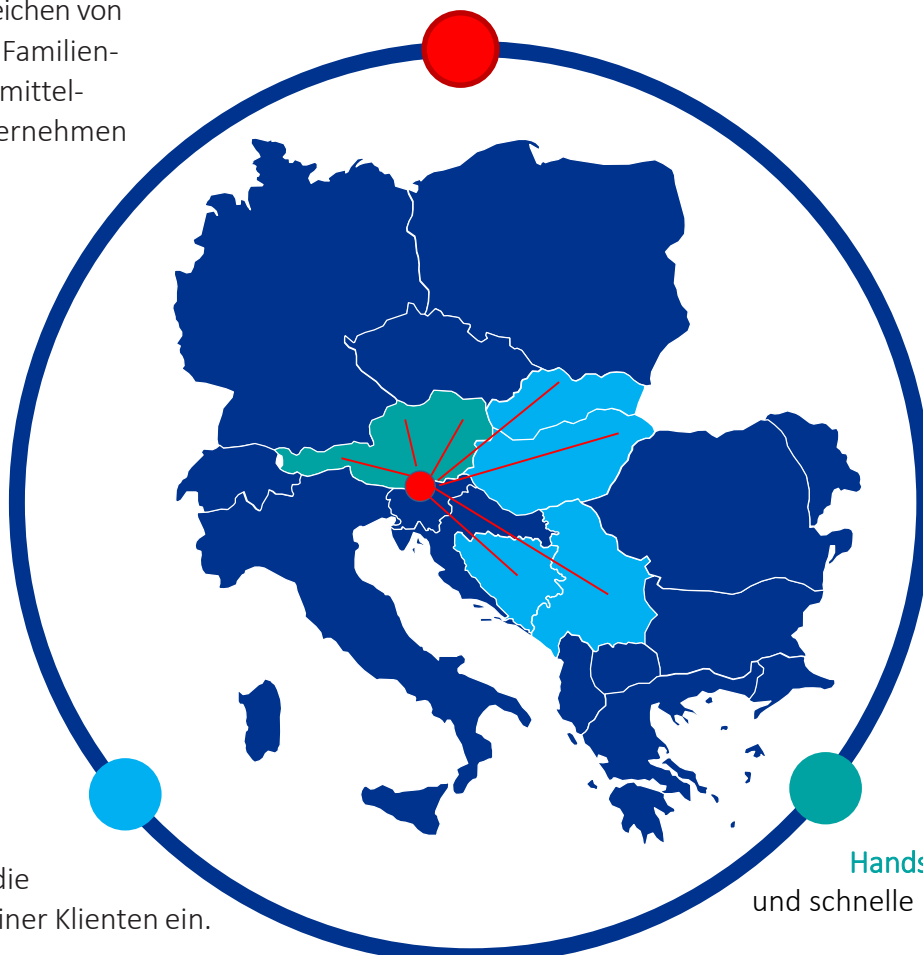 eichen von
Familien-
mittel-
ernehmen
die
iner Klienten ein.
Hands
und schnelle